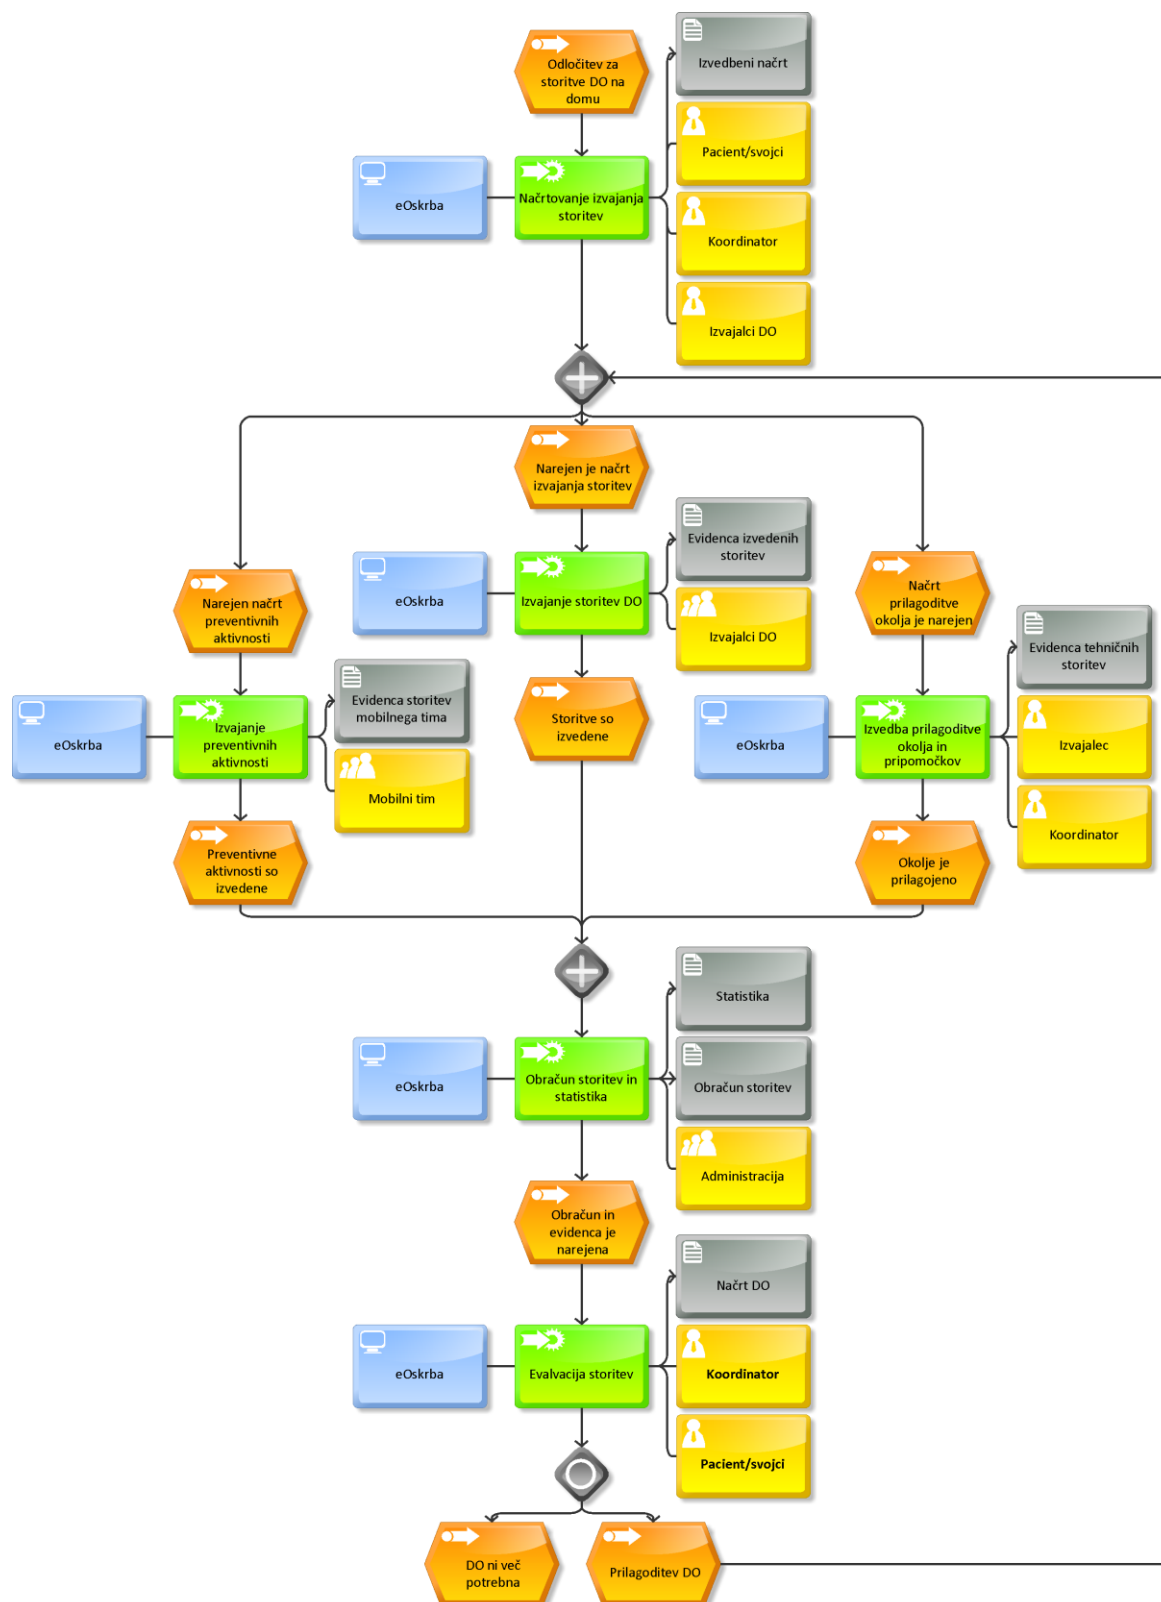 Odločitev za
storitve DO na
domu
Izvedbeni načrt
Pacient/svojci
eOskrba
Načrtovanje izvajanja
storitev
Koordinator
Izvajalci DO
Narejen je načrt
izvajanja storitev
Evidenca izvedenih
storitev
eOskrba
Izvajanje storitev DO
Izvajalci DO
Narejen načrt
preventivnih
aktivnosti
Načrt
prilagoditve
okolja je narejen
Evidenca tehničnih
storitev
Evidenca storitev
mobilnega tima
Storitve so
izvedene
eOskrba
Izvajanje
preventivnih
aktivnosti
Mobilni tim
eOskrba
Izvedba prilagoditve
okolja in
pripomočkov
Izvajalec
Koordinator
Preventivne
aktivnosti so
izvedene
Okolje je
prilagojeno
Statistika
eOskrba
Obračun storitev in
statistika
Obračun storitev
Administracija
Obračun in
evidenca je
narejena
Načrt DO
eOskrba
Evalvacija storitev
Koordinator
Pacient/svojci
DO ni več
potrebna
Prilagoditev DO